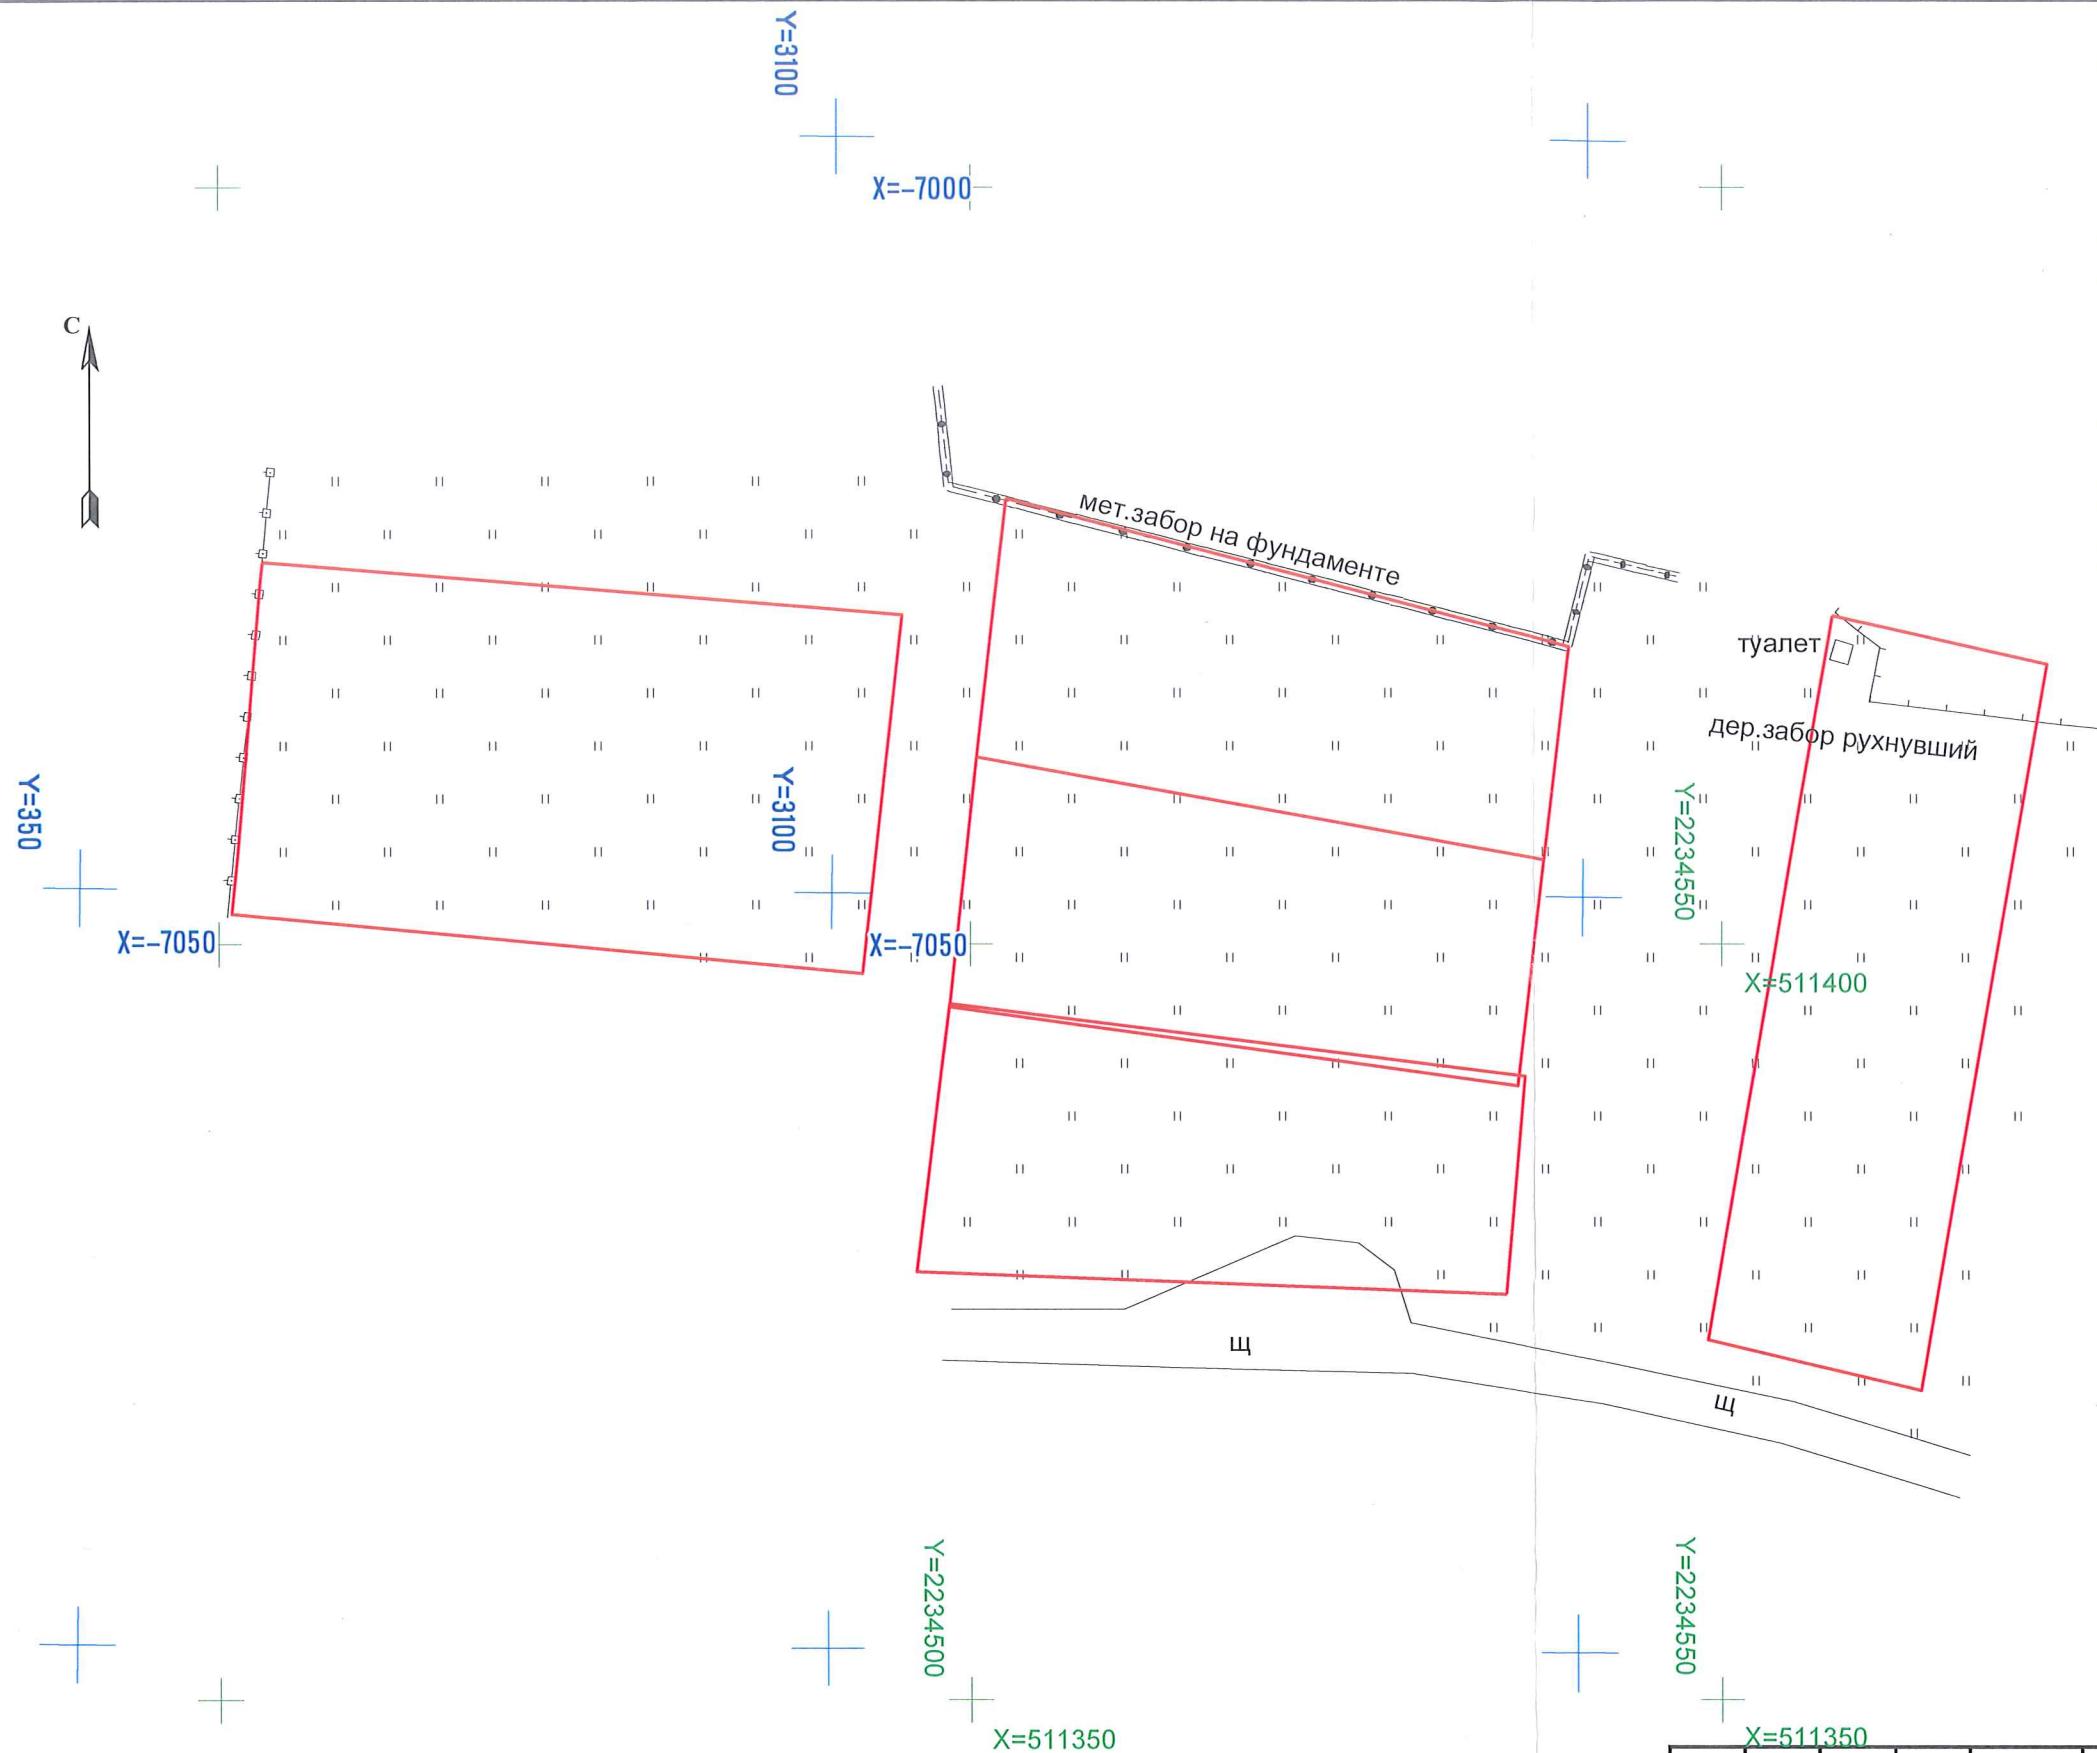 Y=3100
X=–7000
С
мет.забор на фундаменте
туалет
дер.забор рухнувший
Y=350
Y=3100
Y=2234550
X=–7050
X=–7050
X=511400
Щ
Щ
Y=2234500
Y=2234550
X=511350
X=511350